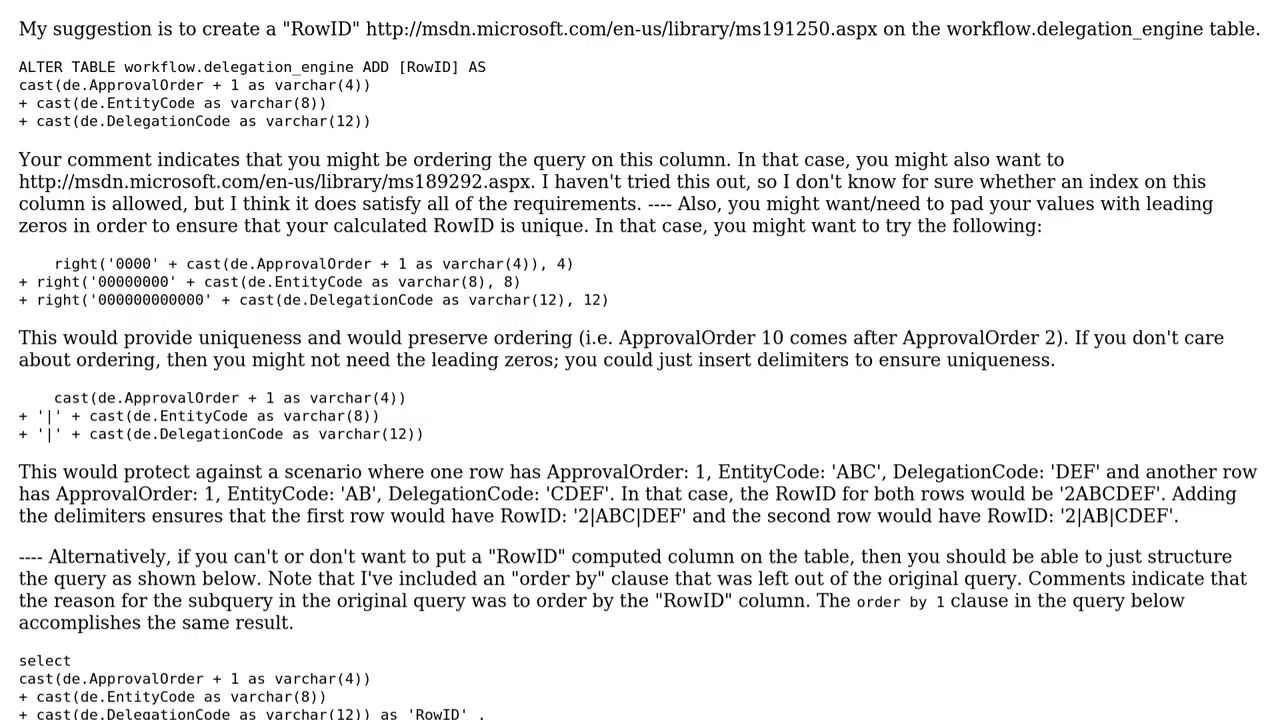 My suggestion is to create a "RowID" http://msdn.microsoft.com/en-us/library/ms191250.aspx on the workflow.delegation_engine table.
ALTER TABLE workflow.delegation_engine ADD [RowID] AS
cast(de.ApprovalOrder + 1 as varchar(4))
+ cast(de.EntityCode as varchar(8))
+ cast(de.DelegationCode as varchar(12))
Your comment indicates that you might be ordering the query on this column. In that case, you might also want to
http://msdn.microsoft.com/en-us/library/ms189292.aspx. I haven't tried this out, so I don't know for sure whether an index on this
column is allowed, but I think it does satisfy all of the requirements. ---- Also, you might want/need to pad your values with leading
zeros in order to ensure that your calculated RowID is unique. In that case, you might want to try the following:
    right('0000' + cast(de.ApprovalOrder + 1 as varchar(4)), 4)
+ right('00000000' + cast(de.EntityCode as varchar(8), 8)
+ right('000000000000' + cast(de.DelegationCode as varchar(12), 12)
This would provide uniqueness and would preserve ordering (i.e. ApprovalOrder 10 comes after ApprovalOrder 2). If you don't care
about ordering, then you might not need the leading zeros; you could just insert delimiters to ensure uniqueness.
    cast(de.ApprovalOrder + 1 as varchar(4))
+ '|' + cast(de.EntityCode as varchar(8))
+ '|' + cast(de.DelegationCode as varchar(12))
This would protect against a scenario where one row has ApprovalOrder: 1, EntityCode: 'ABC', DelegationCode: 'DEF' and another row
has ApprovalOrder: 1, EntityCode: 'AB', DelegationCode: 'CDEF'. In that case, the RowID for both rows would be '2ABCDEF'. Adding
the delimiters ensures that the first row would have RowID: '2|ABC|DEF' and the second row would have RowID: '2|AB|CDEF'.
---- Alternatively, if you can't or don't want to put a "RowID" computed column on the table, then you should be able to just structure
the query as shown below. Note that I've included an "order by" clause that was left out of the original query. Comments indicate that
the reason for the subquery in the original query was to order by the "RowID" column. The order by 1 clause in the query below
accomplishes the same result.
select
cast(de.ApprovalOrder + 1 as varchar(4))
+ cast(de.EntityCode as varchar(8))
+ cast(de.DelegationCode as varchar(12)) as 'RowID' ,